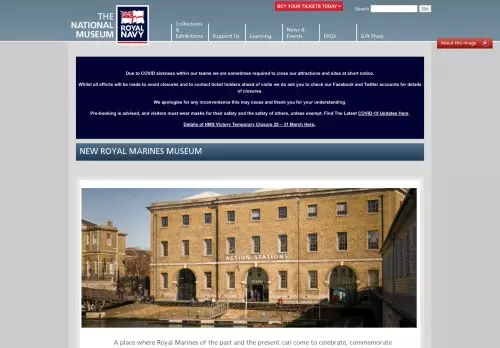 THE
NATIONAL
MUSEUM
ROYAL
NAVY
BUY YOUR TICKETS TODAY >
Search
Go
Collections
&
Exhibitions
Support Us
Learning
News &
Events
FAQs
Gift Shop
About this image
Due to COVID sickness within our teams we are sometimes required to close our attractions and sites at short notice.
Whilst all efforts will be made to avoid closures and to contact ticket holders ahead of visits we do ask you to check our Facebook and Twitter accounts for details
of closures.
We apologise for any inconvenience this may cause and thank you for your understanding.
Pre-booking is advised, and visitors must wear masks for their safety and the safety of others, unless exempt. Find The Latest COVID-19 Updates Here.
Details of HMS Victory Temporary Closure 28 – 31 March Here.
NEW ROYAL MARINES MUSEUM
ACTION STATIONS
A place where Royal Marines of the past and the present can come to celebrate, commemorate